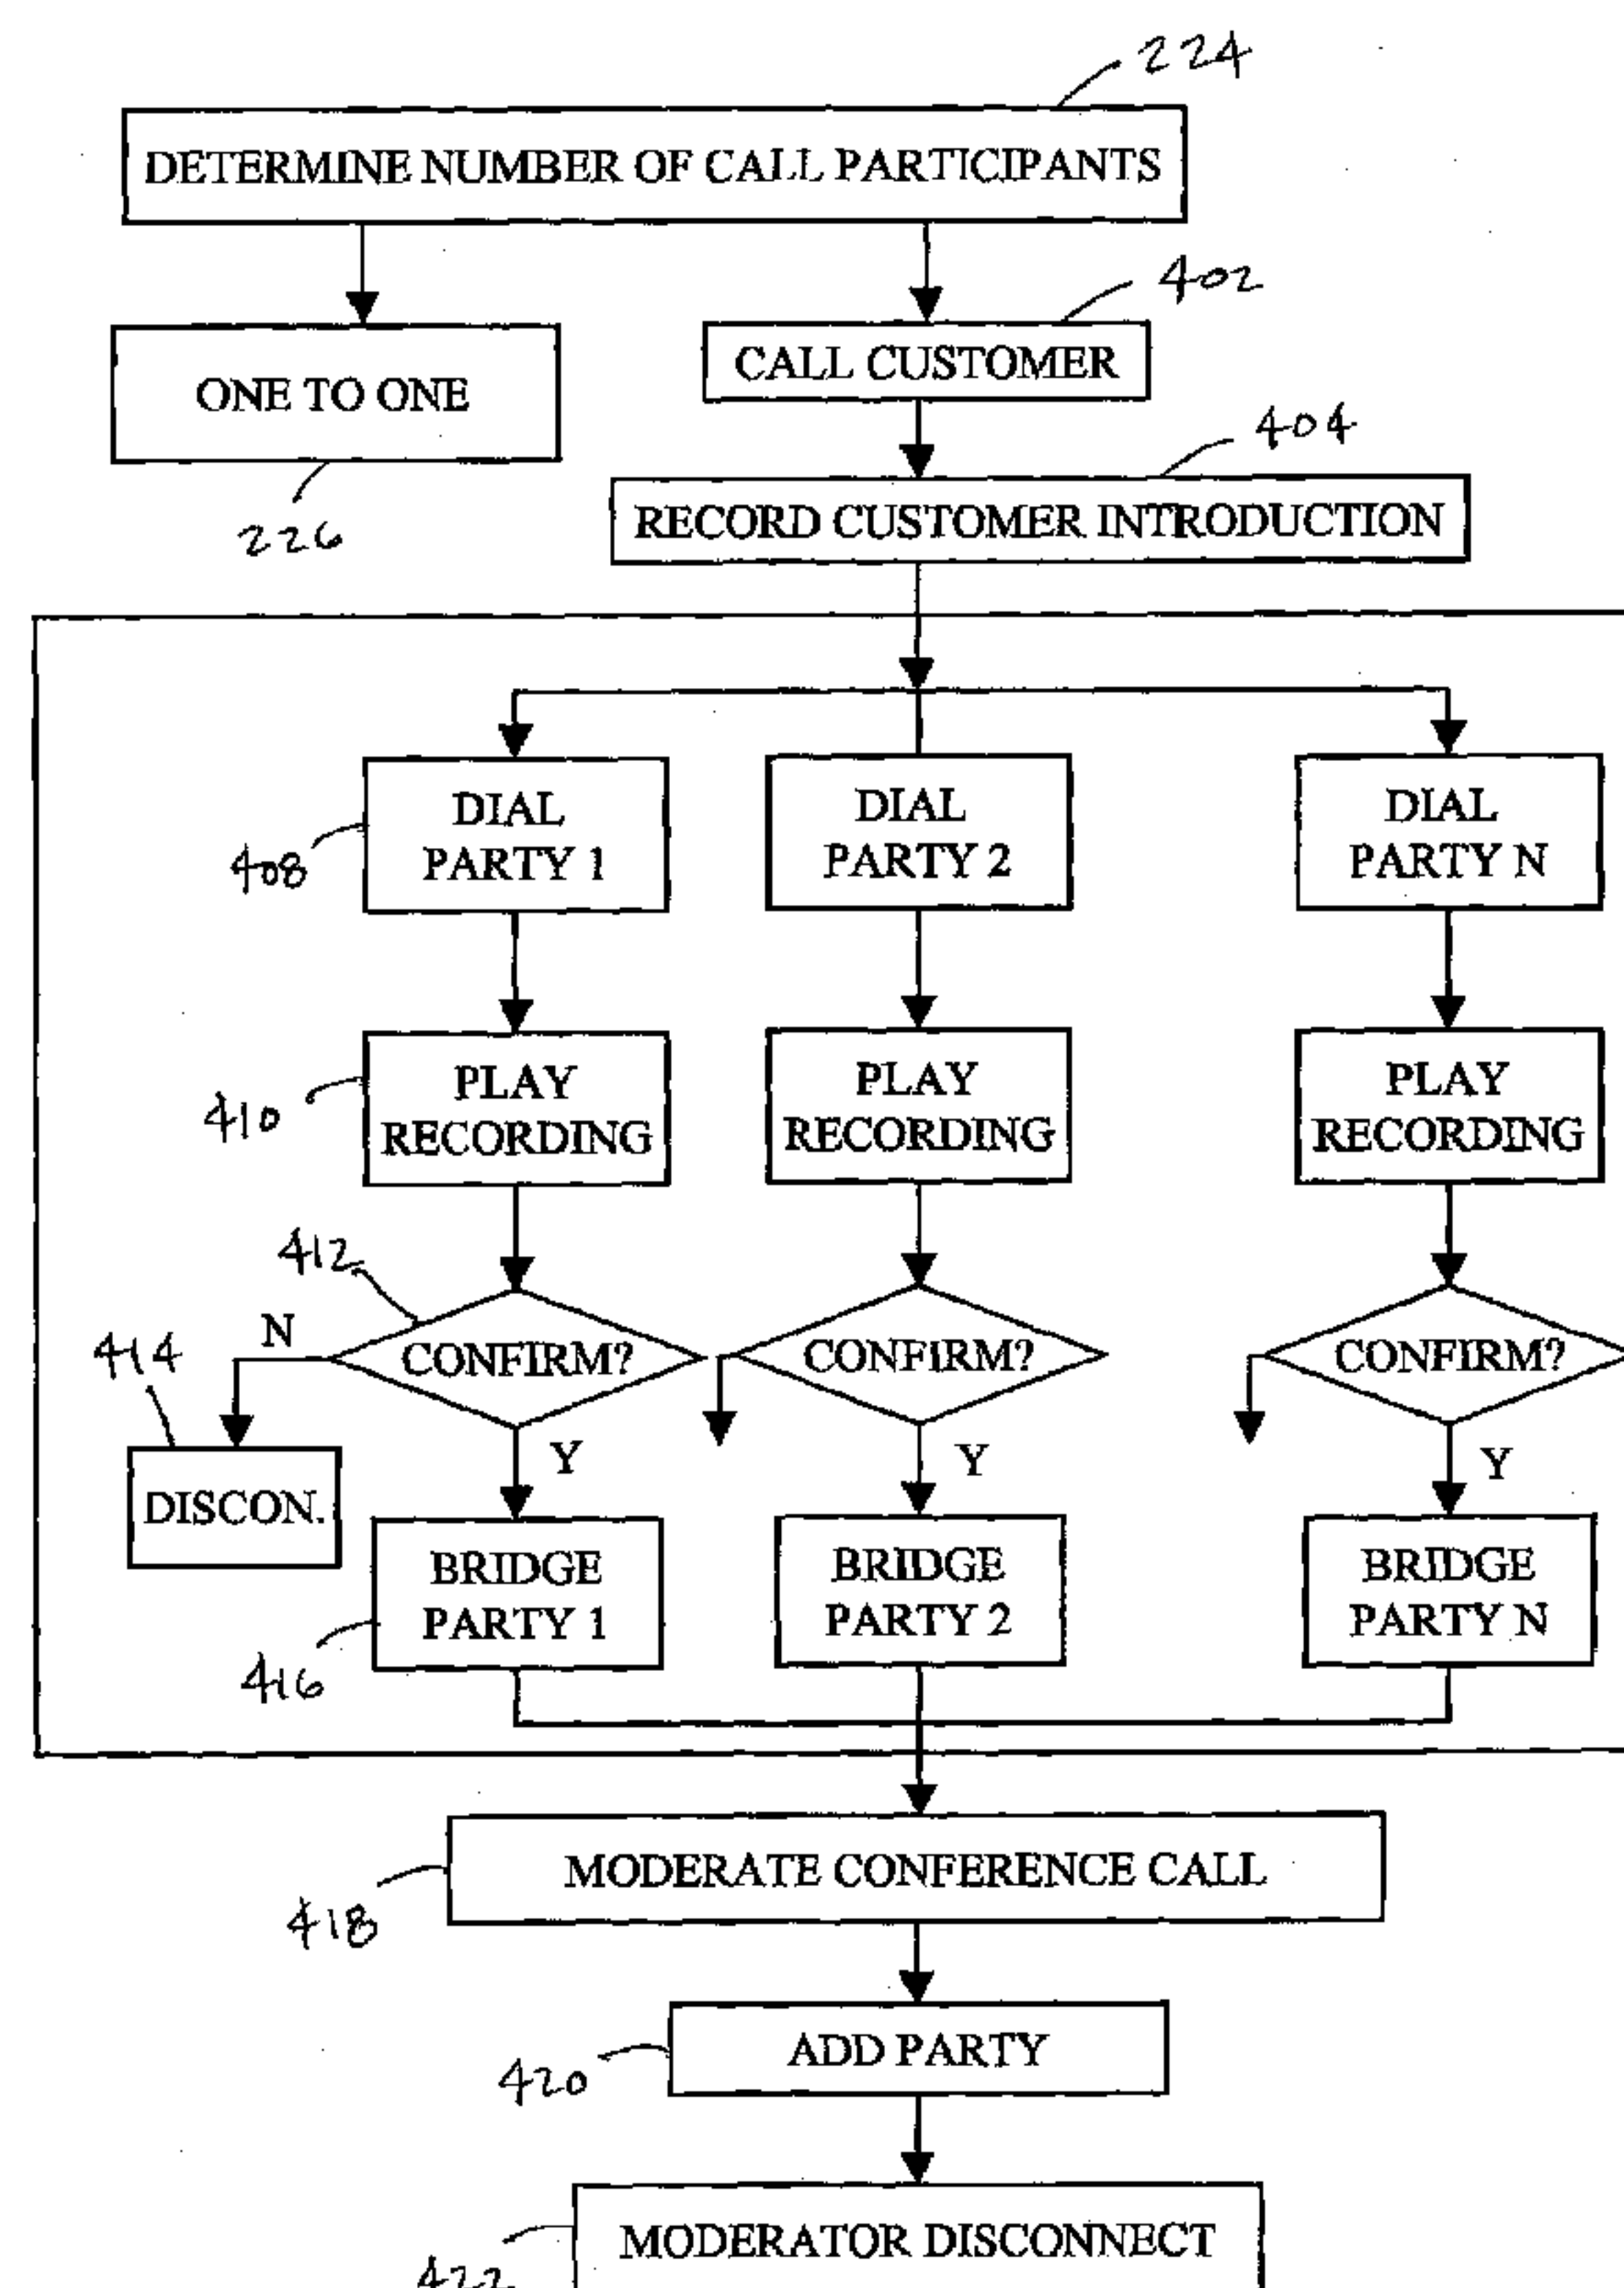 224
DETERMINE NUMBER OF CALL PARTICIPANTS
402
ONE TO ONE
CALL CUSTOMER
404
226
RECORD CUSTOMER INTRODUCTION
DIAL
PARTY 1
DIAL
PARTY 2
DIAL
PARTY N
408
PLAY
RECORDING
PLAY
RECORDING
PLAY
RECORDING
410
412
N
414
CONFIRM?
CONFIRM?
CONFIRM?
Y
Y
Y
DISCON.
BRIDGE
PARTY 1
BRIDGE
PARTY 2
BRIDGE
PARTY N
416
MODERATE CONFERENCE CALL
418
ADD PARTY
420
MODERATOR DISCONNECT
422